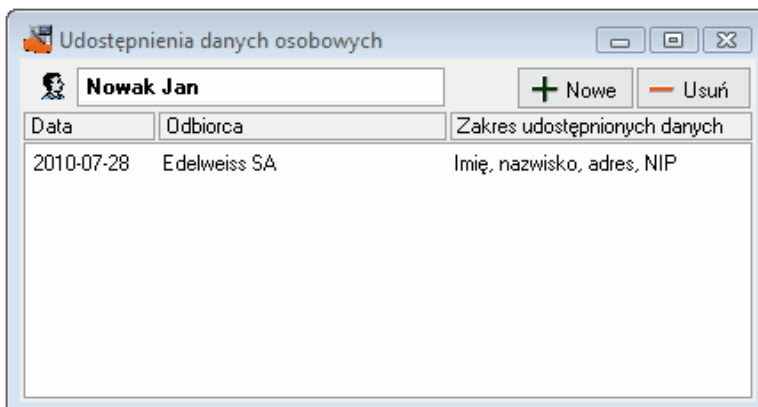 Udostępnienia danych osobowych
Nowak Jan
Nowe
Usuń
Data Odbiorca Zakres udostępnionych danych
2010-07-28 Edelweiss SA Imię, nazwisko, adres, NIP